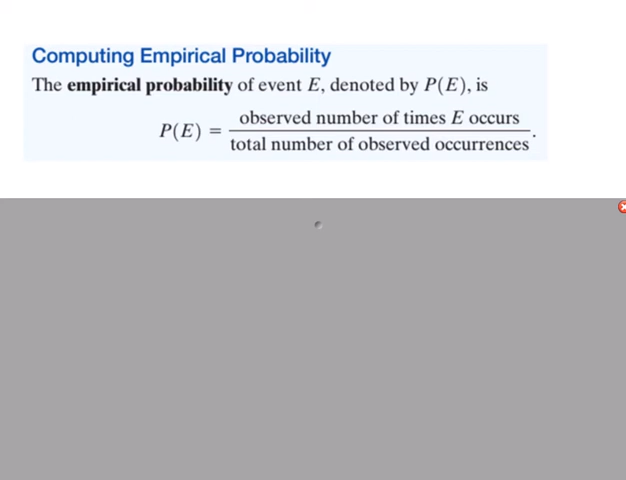 Computing Empirical Probability
The empirical probability of event E, denoted by P(E), is
P(E) = observed number of times E occurs / total number of observed occurrences.